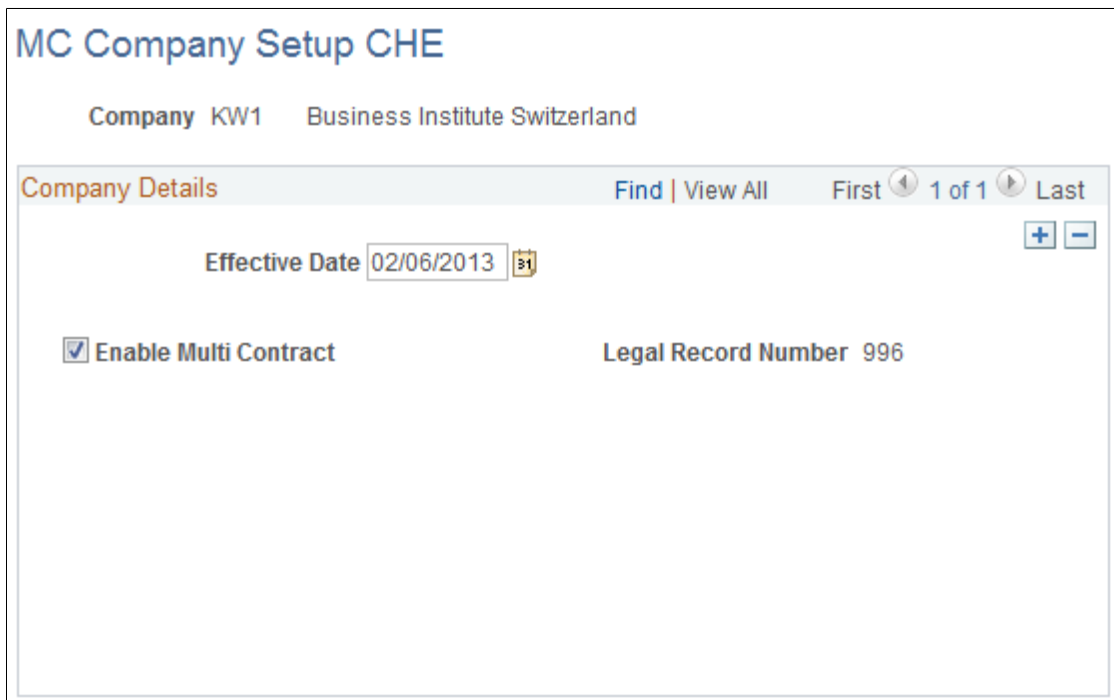 MC Company Setup CHE
Company KW1 Business Institute Switzerland
Company Details Find | View All First 1 of 1 Last
Effective Date 02/06/2013 31
Enable Multi Contract Legal Record Number 996